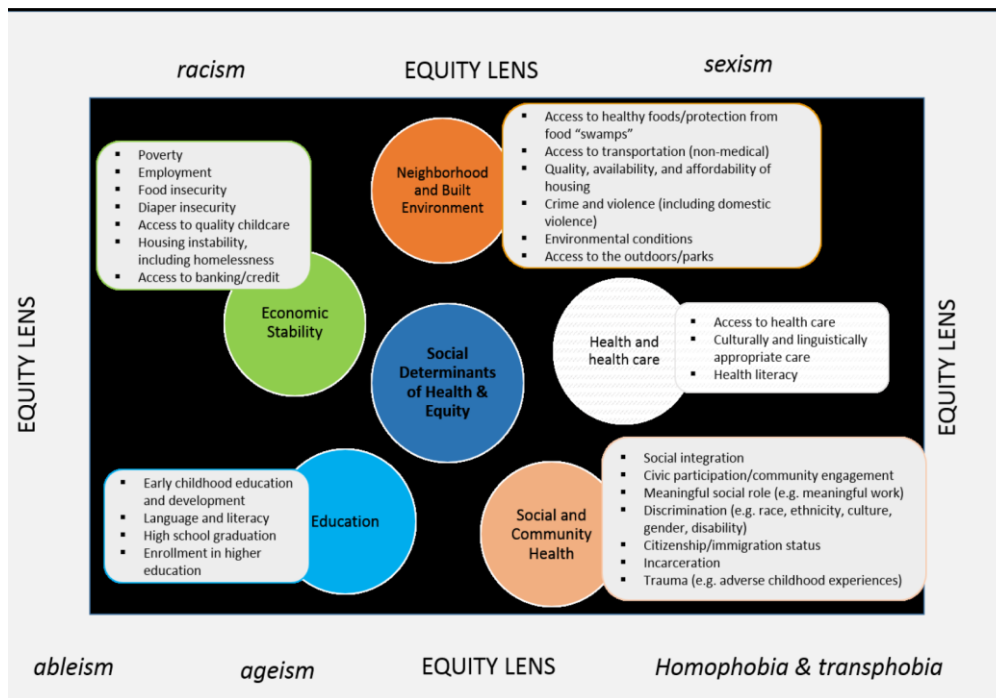 racism
EQUITY LENS
sexism
▪ Poverty
▪ Employment
▪ Food insecurity
▪ Diaper insecurity
▪ Access to quality childcare
▪ Housing instability,
including homelessness
▪ Access to banking/credit
Economic
Stability
Neighborhood
and Built
Environment
▪ Access to healthy foods/protection from
food “swamps”
▪ Access to transportation (non-medical)
▪ Quality, availability, and affordability of
housing
▪ Crime and violence (including domestic
violence)
▪ Environmental conditions
▪ Access to the outdoors/parks
EQUITY LENS
Social
Determinants
of Health &
Equity
Health and
health care
▪ Access to health care
▪ Culturally and linguistically
appropriate care
▪ Health literacy
EQUITY LENS
▪ Early childhood education
and development
▪ Language and literacy
▪ High school graduation
▪ Enrollment in higher
education
Education
Social and
Community
Health
▪ Social integration
▪ Civic participation/community engagement
▪ Meaningful social role (e.g. meaningful work)
▪ Discrimination (e.g. race, ethnicity, culture,
gender, disability)
▪ Citizenship/immigration status
▪ Incarceration
▪ Trauma (e.g. adverse childhood experiences)
ableism
ageism
EQUITY LENS
Homophobia & transphobia